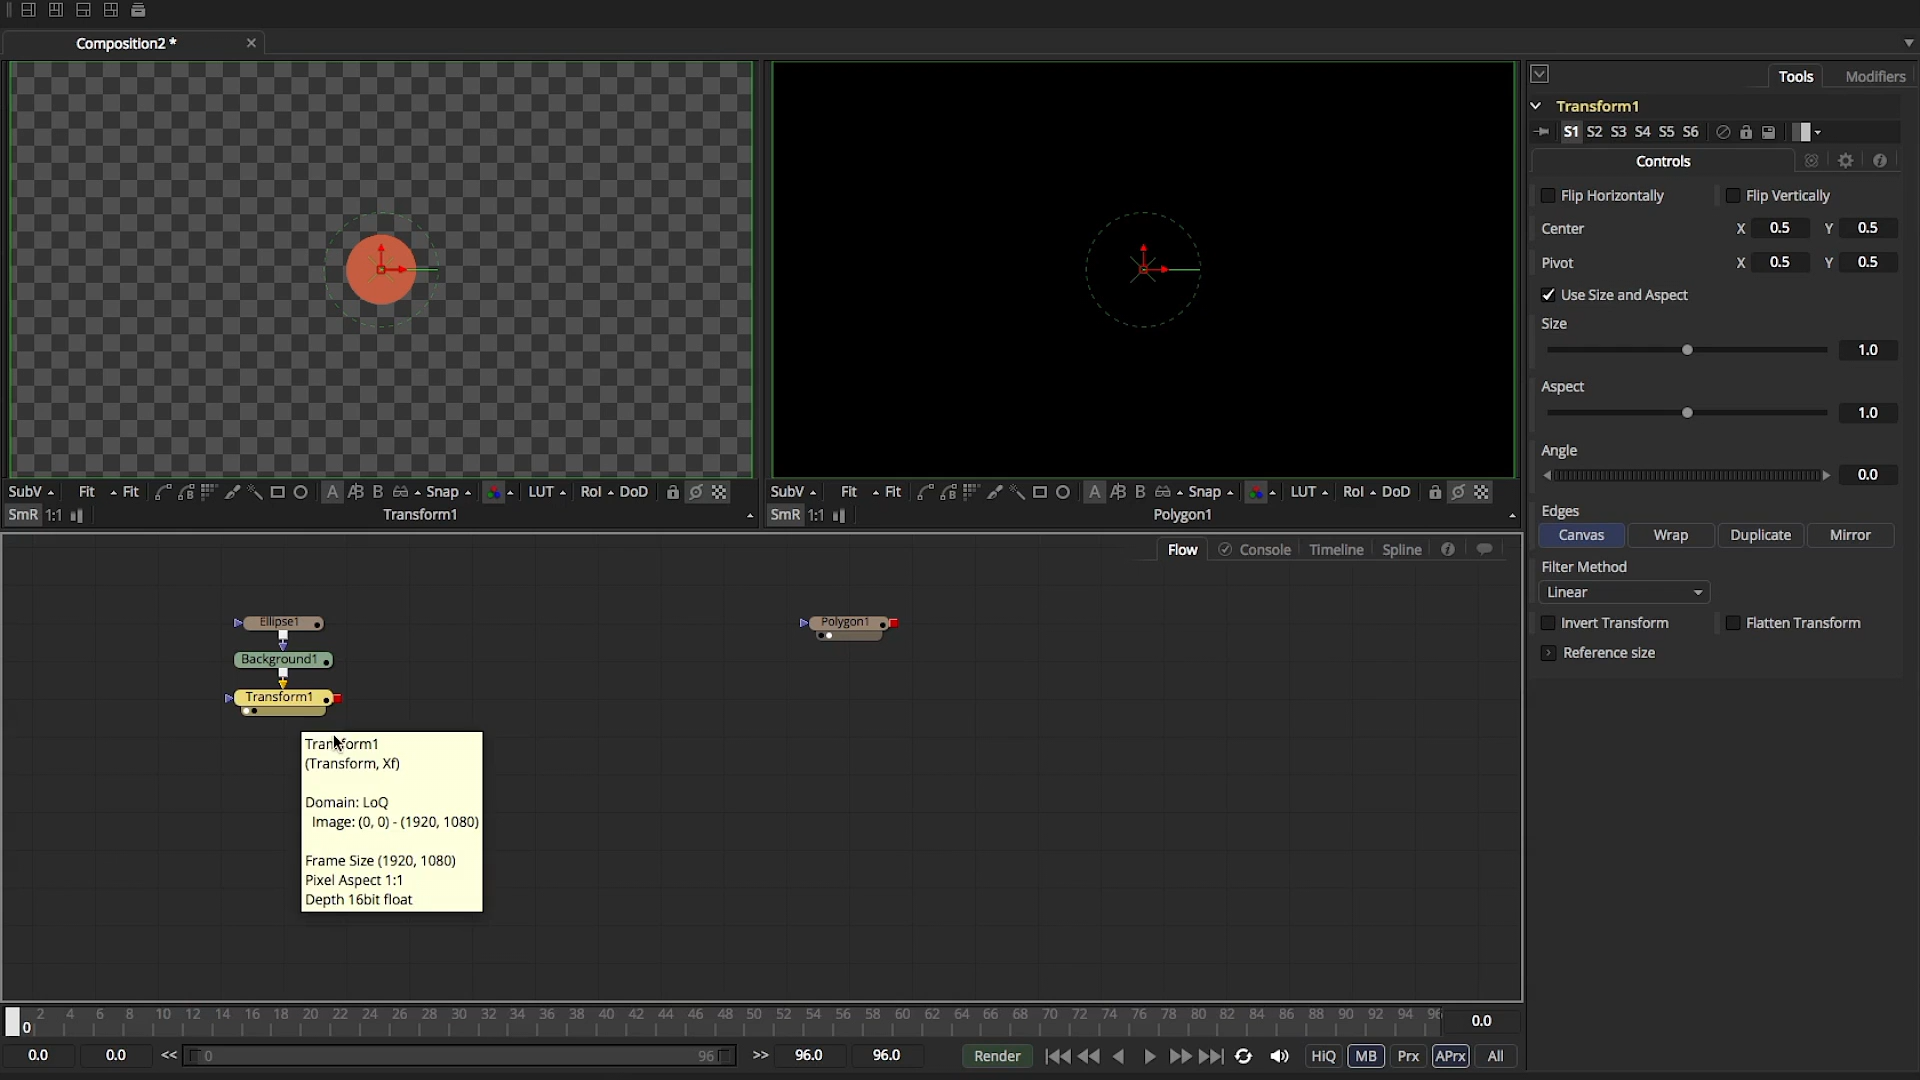 Composition2 *
SubV Fit Fit A A|B B Snap LUT RoI DoD
SmR 1:1 Transform1
SubV Fit Fit A A|B B Snap LUT RoI DoD
SmR 1:1 Polygon1
Flow Console Timeline Spline
Ellipse1
Background1
Transform1
Polygon1
Transform1
(Transform, Xf)
Domain: LoQ
Image: (0, 0) - (1920, 1080)
Frame Size (1920, 1080)
Pixel Aspect 1:1
Depth 16bit float
Tools Modifiers
Transform1
S1 S2 S3 S4 S5 S6
Controls
Flip Horizontally Flip Vertically
Center X 0.5 Y 0.5
Pivot X 0.5 Y 0.5
Use Size and Aspect
Size
1.0
Aspect
1.0
Angle
0.0
Edges
Canvas Wrap Duplicate Mirror
Filter Method
Linear
Invert Transform Flatten Transform
Reference size
2 4 6 8 10 12 14 16 18 20 22 24 26 28 30 32 34 36 38 40 42 44 46 48 50 52 54 56 58 60 62 64 66 68 70 72 74 76 78 80 82 84 86 88 90 92 94
0 0.0
0.0 0.0 << 0 96 >> 96.0 96.0 Render HiQ MB Prx APrx All